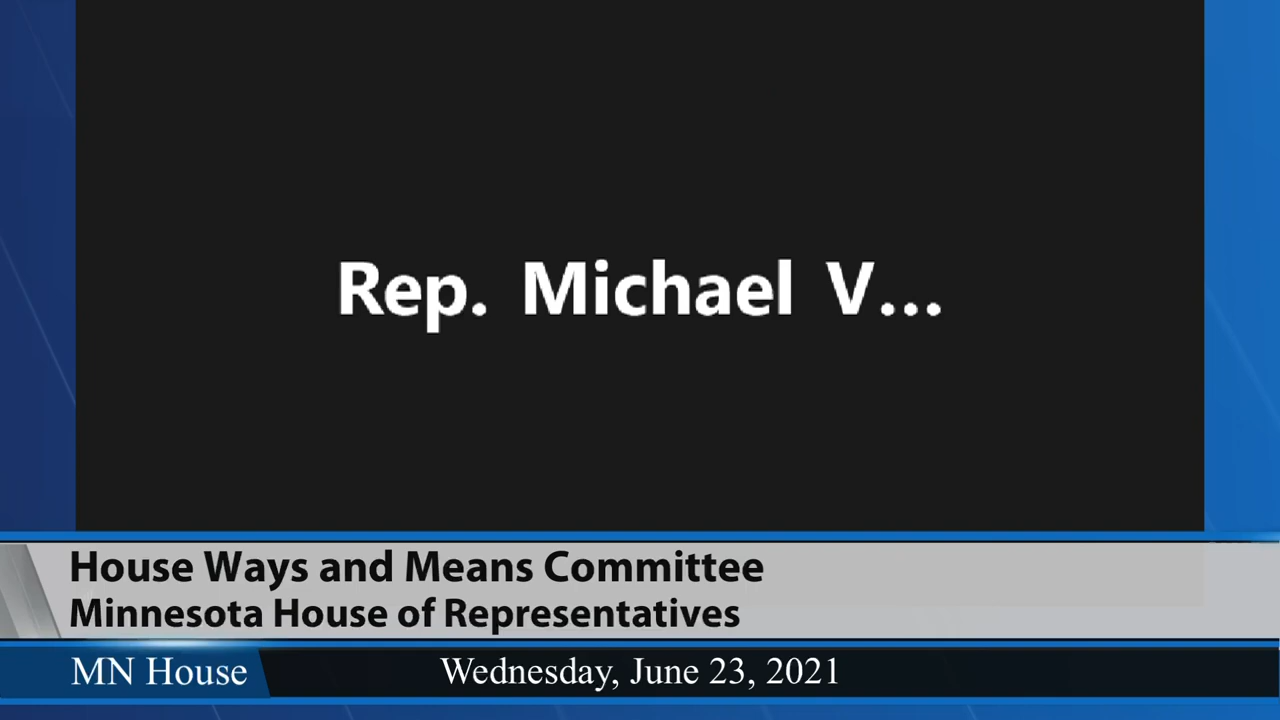 Rep. Michael V...
House Ways and Means Committee
Minnesota House of Representatives
MN House Wednesday, June 23, 2021